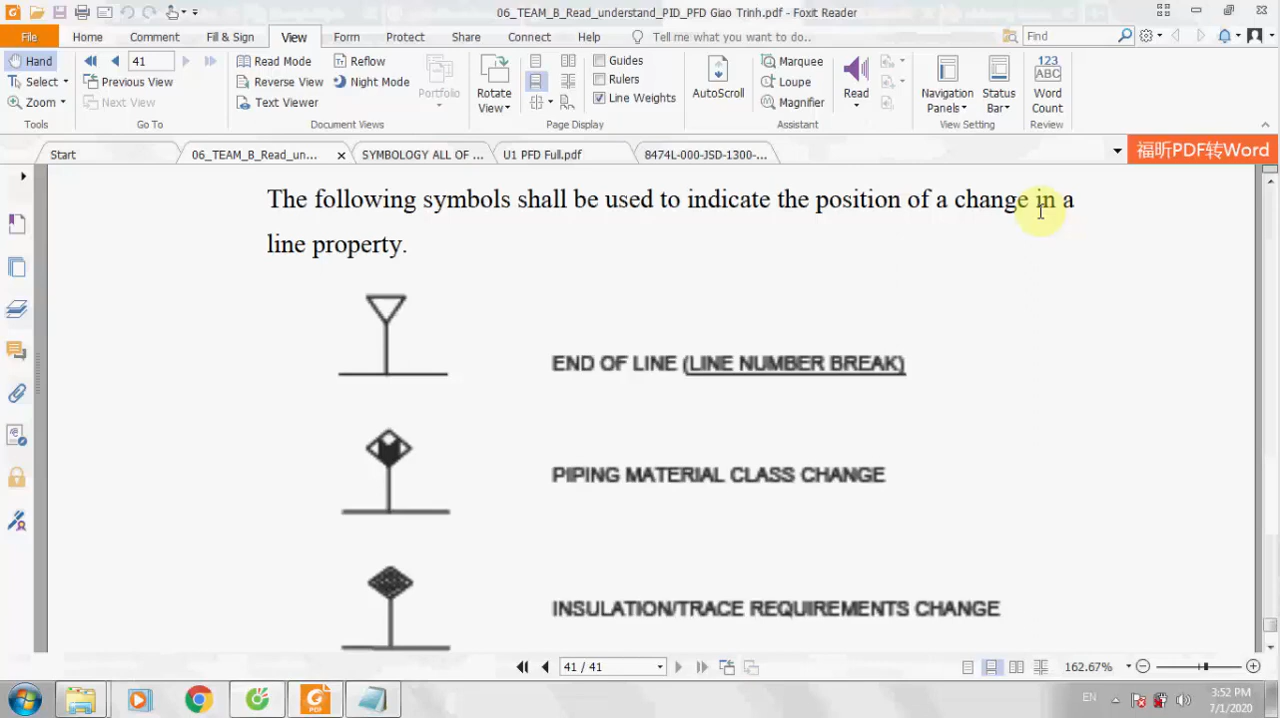 06_TEAM_B_Read_understand_PID_PFD Giao Trinh.pdf - Foxit Reader
File Home Comment Fill & Sign View Form Protect Share Connect Help Tell me what you want to do... Find
Hand 41 Read Mode Reflow Guides Marquee 123
Select Previous View Reverse View Night Mode Rulers Loupe ABC
Zoom Next View Text Viewer Portfolio Rotate View Line Weights AutoScroll Magnifier Read Navigation Panels Status Bar Word Count
Tools Go To Document Views Page Display Assistant View Setting Review
Start 06_TEAM_B_Read_un... SYMBOLOGY ALL OF ... U1 PFD Full.pdf 8474L-000-JSD-1300-... 福昕PDF转Word
The following symbols shall be used to indicate the position of a change in a
line property.
END OF LINE (LINE NUMBER BREAK)
PIPING MATERIAL CLASS CHANGE
INSULATION/TRACE REQUIREMENTS CHANGE
41 / 41 162.67%
EN 3:52 PM
7/1/2020